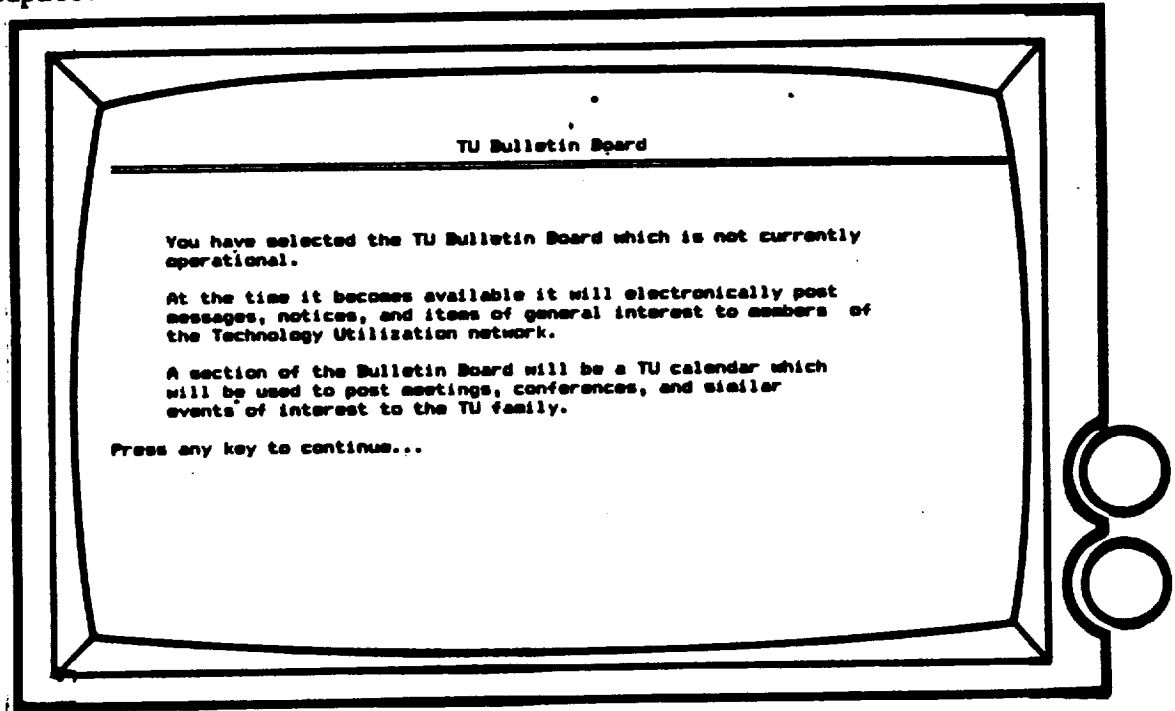 TU Bulletin Board
You have selected the TU Bulletin Board which is not currently
operational.
At the time it becomes available it will electronically post
messages, notices, and items of general interest to members of
the Technology Utilization network.
A section of the Bulletin Board will be a TU calendar which
will be used to post meetings, conferences, and similar
events of interest to the TU family.
Press any key to continue...